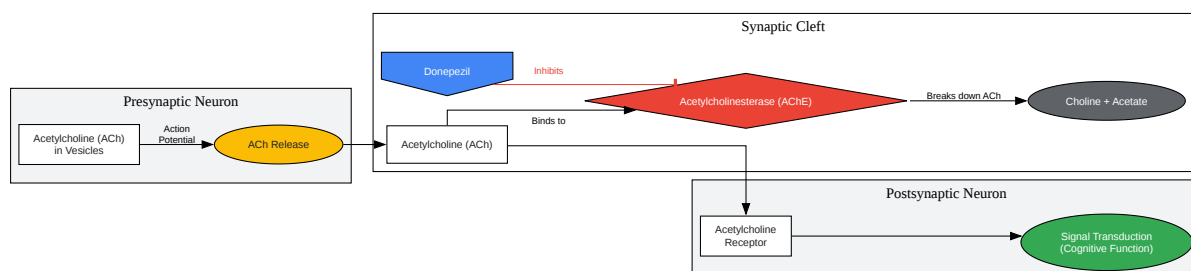 Synaptic Cleft
Donepezil
Inhibits
Acetylcholinesterase (AChE)
Breaks down ACh
Choline + Acetate
Presynaptic Neuron
Acetylcholine (ACh)
in Vesicles
Action
Potential
ACh Release
Acetylcholine (ACh)
Binds to
Postsynaptic Neuron
Acetylcholine
Receptor
Signal Transduction
(Cognitive Function)